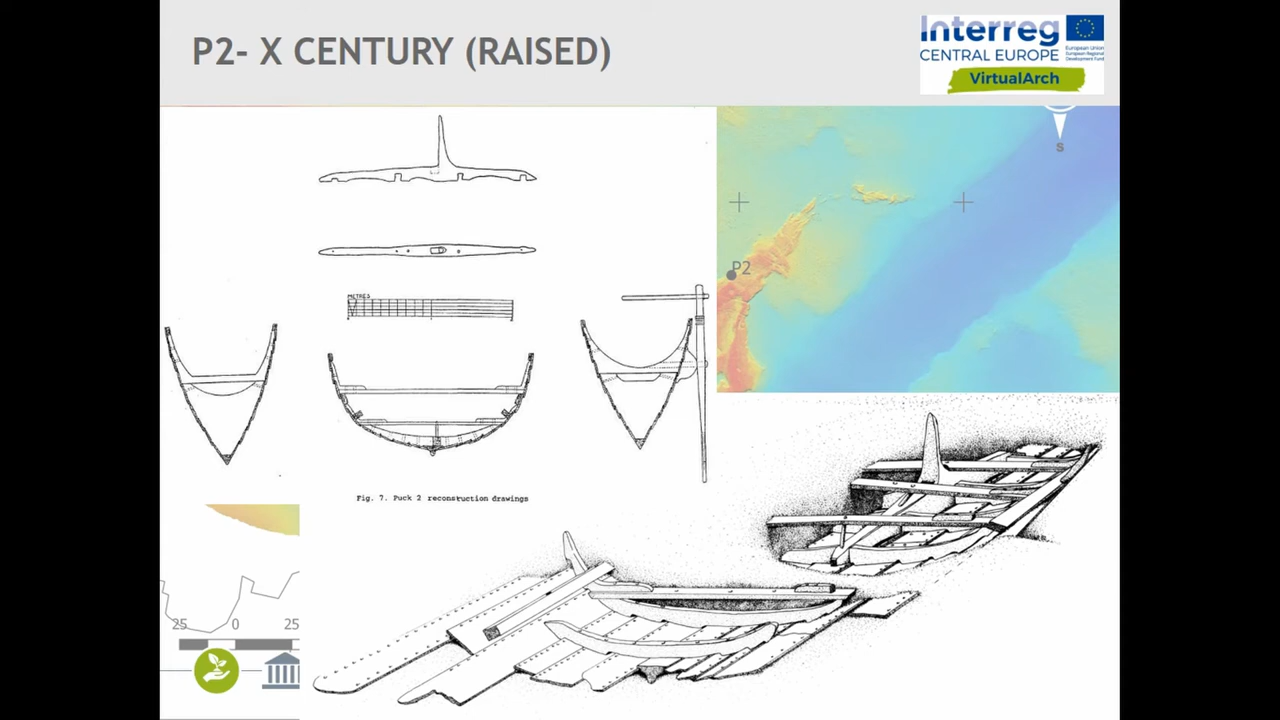 P2- X CENTURY (RAISED)
Interreg
CENTRAL EUROPE
European Union
European Regional
Development Fund
VirtualArch
S
P2
METRES
Fig. 7. Puck 2 reconstruction drawings
25 0 25